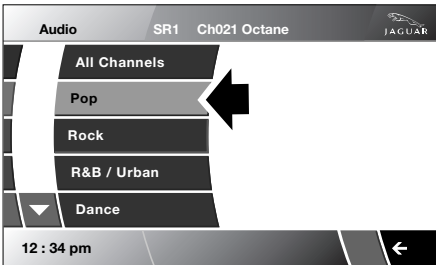 Audio SR1 Ch021 Octane JAGUAR
All Channels
Pop
Rock
R&B / Urban
Dance
12 : 34 pm